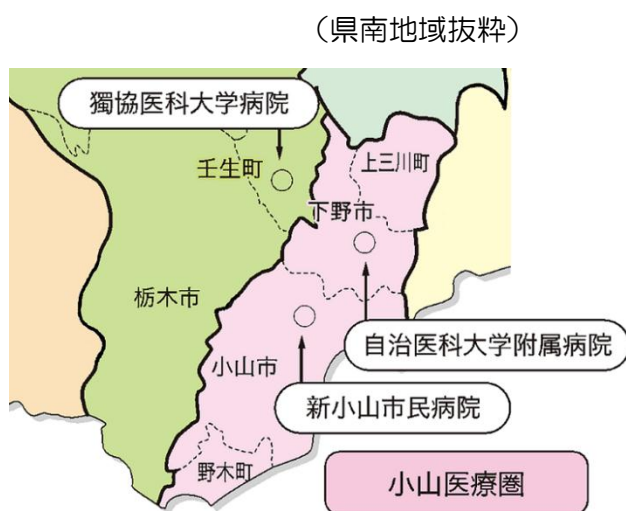 （県南地域抜粋）
獨協医科大学病院
上三川町
壬生町
下野市
栃木市
自治医科大学附属病院
小山市
新小山市民病院
野木町
小山医療圏